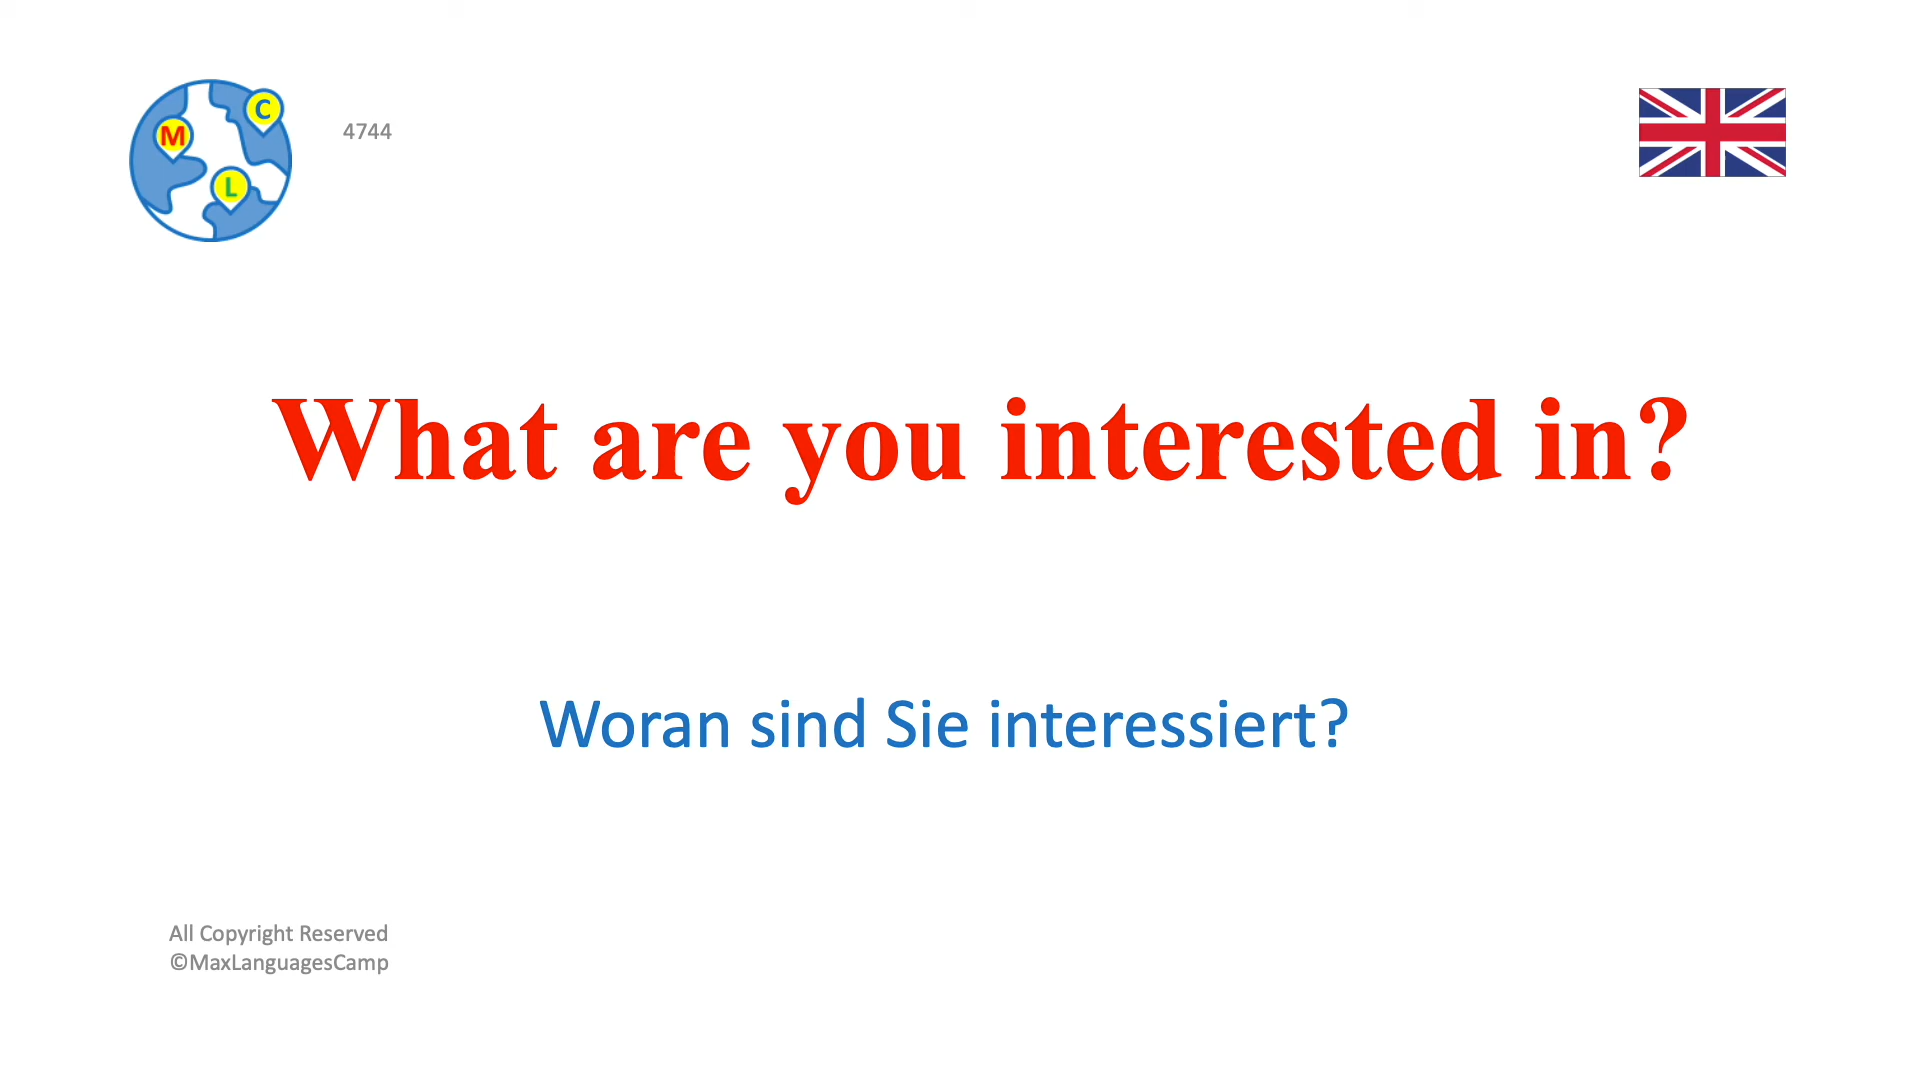 C
M
L
4744
What are you interested in?
Woran sind Sie interessiert?
All Copyright Reserved
©MaxLanguagesCamp